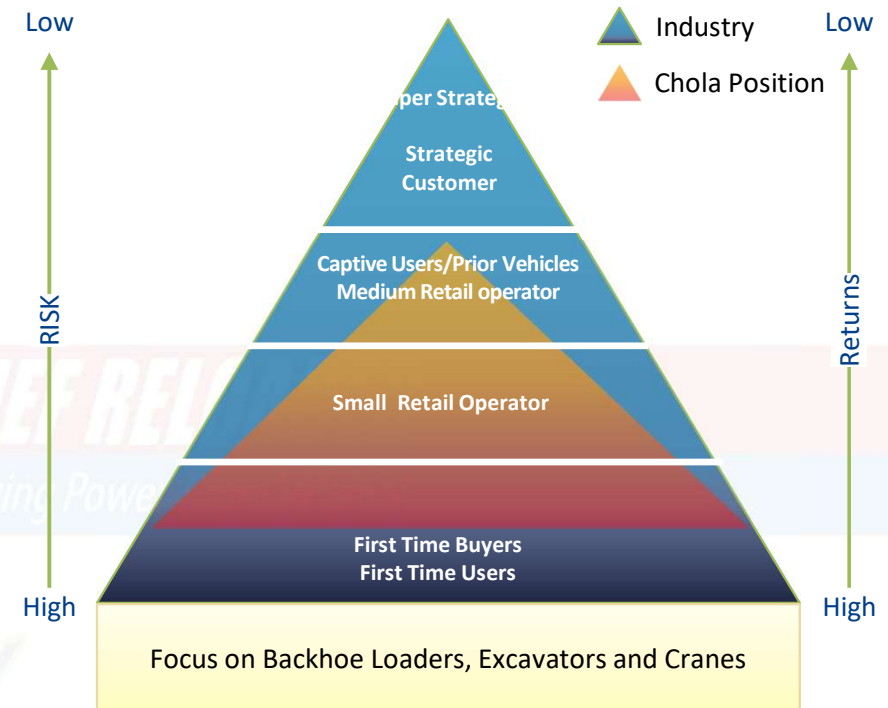 Low
Low
Industry
Chola Position
Strategic
Customer
Captive Users/Prior Vehicles
Medium Retail operator
RISK
Returns
Small  Retail Operator
First Time Buyers
First Time Users
High
High
Focus on Backhoe Loaders, Excavators and Cranes